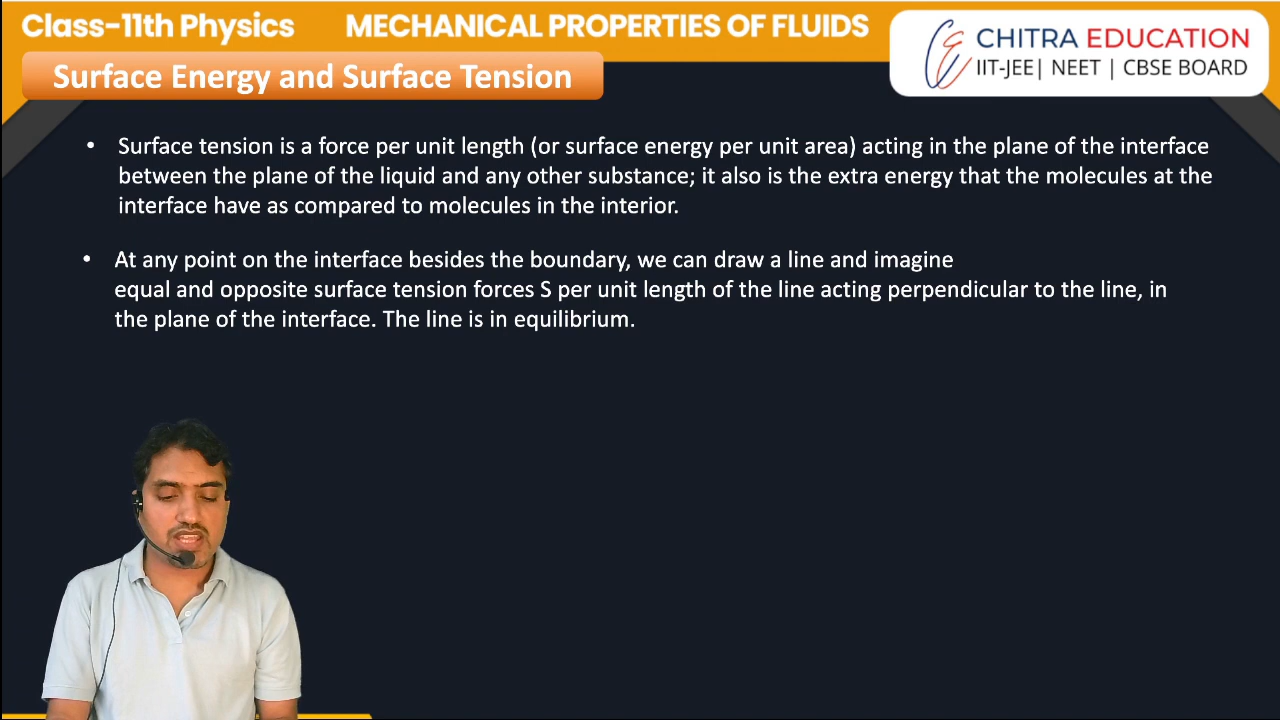 Class-11th Physics MECHANICAL PROPERTIES OF FLUIDS
CHITRA EDUCATION
IIT-JEE| NEET | CBSE BOARD
Surface Energy and Surface Tension
• Surface tension is a force per unit length (or surface energy per unit area) acting in the plane of the interface
between the plane of the liquid and any other substance; it also is the extra energy that the molecules at the
interface have as compared to molecules in the interior.
• At any point on the interface besides the boundary, we can draw a line and imagine
equal and opposite surface tension forces S per unit length of the line acting perpendicular to the line, in
the plane of the interface. The line is in equilibrium.